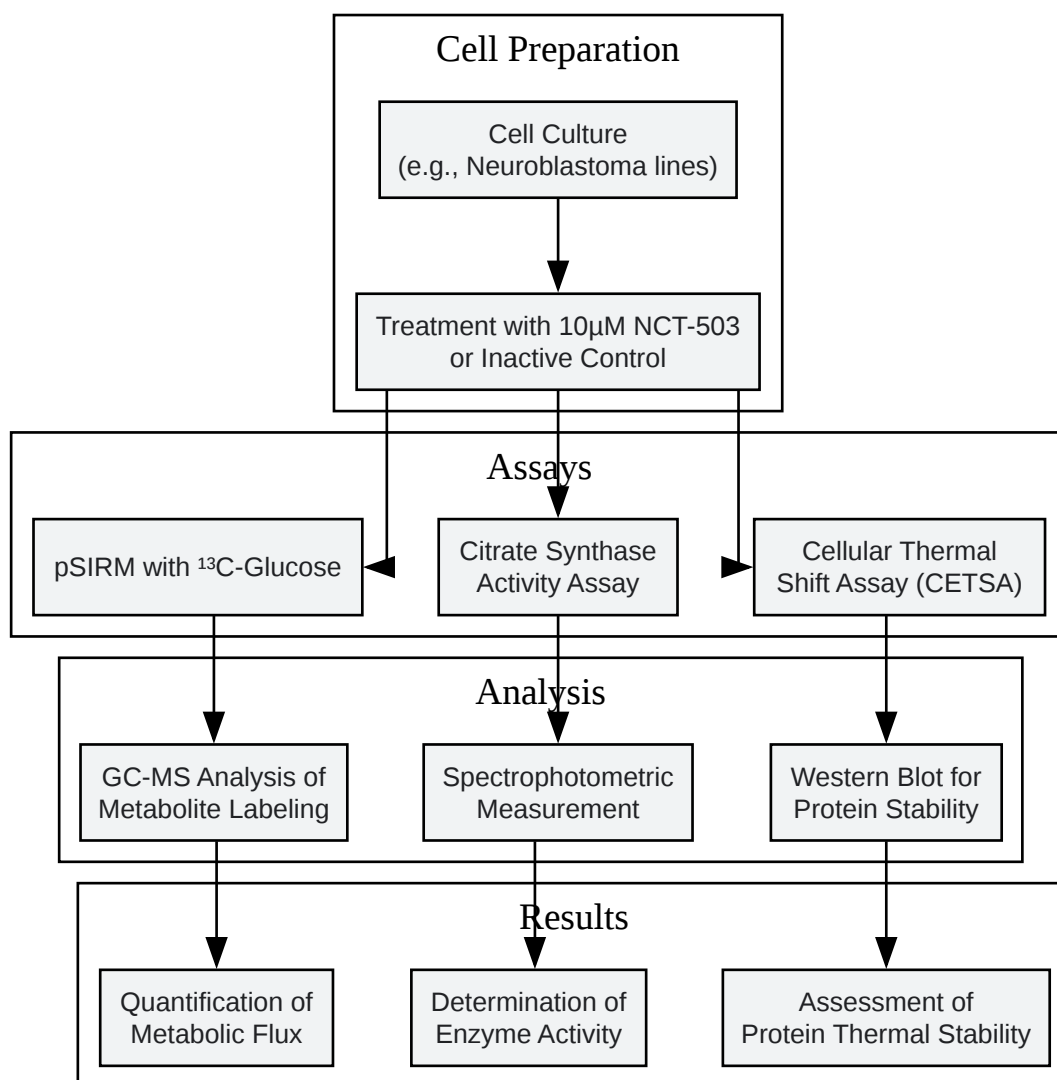 Cell Preparation
Cell Culture
(e.g., Neuroblastoma lines)
Treatment with 10µM NCT-503
or Inactive Control
Assays
pSIRM with ¹³C-Glucose
Citrate Synthase
Activity Assay
Cellular Thermal
Shift Assay (CETSA)
Analysis
GC-MS Analysis of
Metabolite Labeling
Spectrophotometric
Measurement
Western Blot for
Protein Stability
Results
Quantification of
Metabolic Flux
Determination of
Enzyme Activity
Assessment of
Protein Thermal Stability